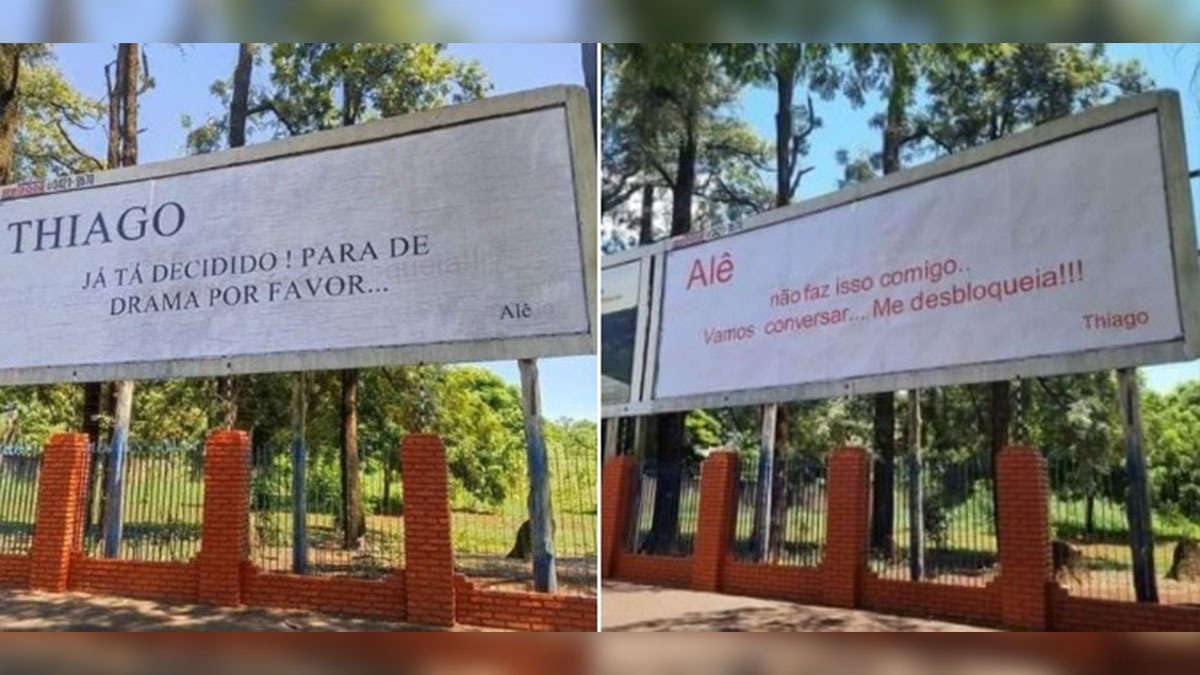 THIAGO
JÁ TÁ DECIDIDO ! PARA DE
DRAMA POR FAVOR...
Alê
Alê
não faz isso comigo..
Vamos conversar... Me desbloqueia!!!
Thiago